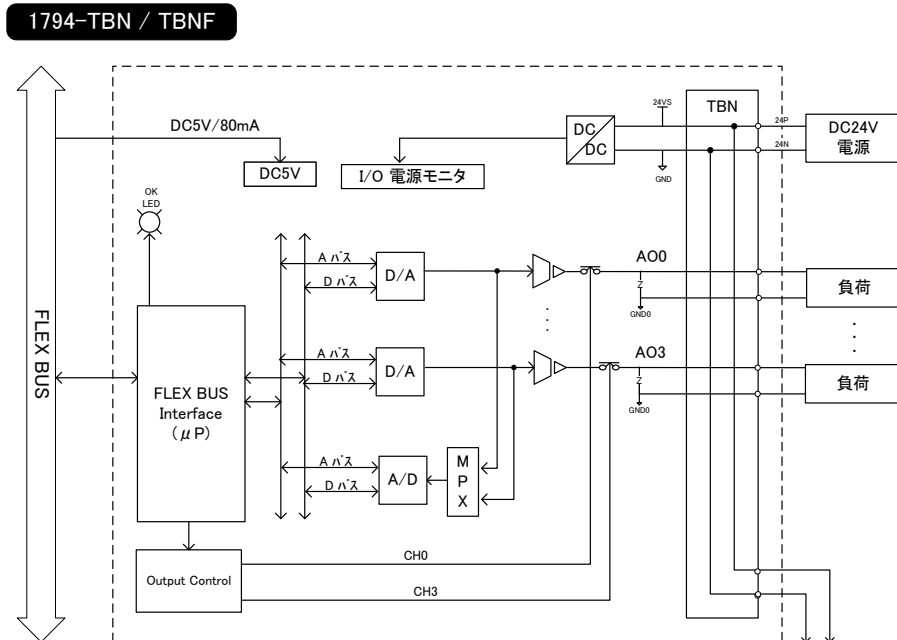 1794-TBN / TBNF
DC5V/80mA
DC5V
I/O 電源モニタ
DC
DC
24VS
GND
TBN
24P
24N
DC24V
電源
OK
LED
FLEX BUS
A バス
D バス
D/A
AO0
Z
GND0
負荷
A バス
D バス
D/A
AO3
Z
GND0
負荷
FLEX BUS
Interface
(μP)
A バス
D バス
A/D
M
P
X
Output Control
CH0
CH3